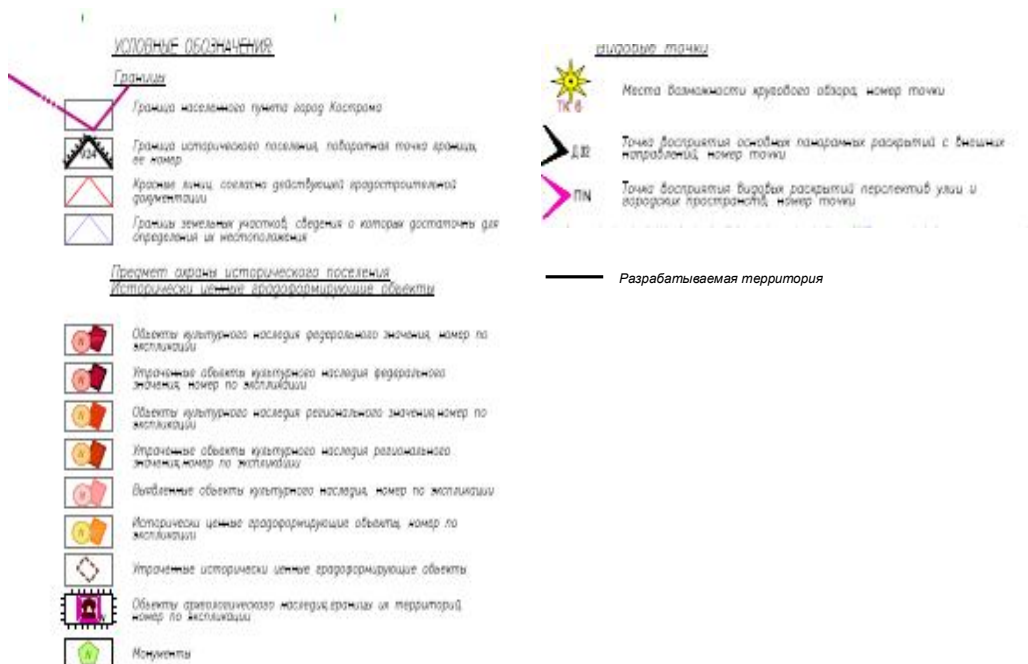 УСЛОВНЫЕ ОБОЗНАЧЕНИЯ:
Границы
Граница населенного пункта город Кострома
934
Граница исторического поселения, поворотная точка границы,
ее номер
Красные линии, согласно действующей градостроительной
документации
Границы земельных участков, сведения о которых достаточны для
определения их местоположения
Предмет охраны исторического поселения
Исторически ценные градоформирующие объекты
N
Объекты культурного наследия федерального значения, номер по
экспликации
N
Утраченные объекты культурного наследия федерального
значения, номер по экспликации
N
Объекты культурного наследия регионального значения, номер по
экспликации
N
Утраченные объекты культурного наследия регионального
значения, номер по экспликации
N
Выявленные объекты культурного наследия, номер по экспликации
N
Исторически ценные градоформирующие объекты, номер по
экспликации
Утраченные исторически ценные градоформирующие объекты
N
Объекты археологического наследия, границы их территорий,
номер по экспликации
N
Монументы
Видовые точки
N
ТК 6
Места возможности кругового обзора, номер точки
Точка восприятия основных панорамных раскрытий с внешних
направлений, номер точки
ПN
Точка восприятия видовых раскрытий перспектив улиц и
городских пространств, номер точки
Разрабатываемая территория